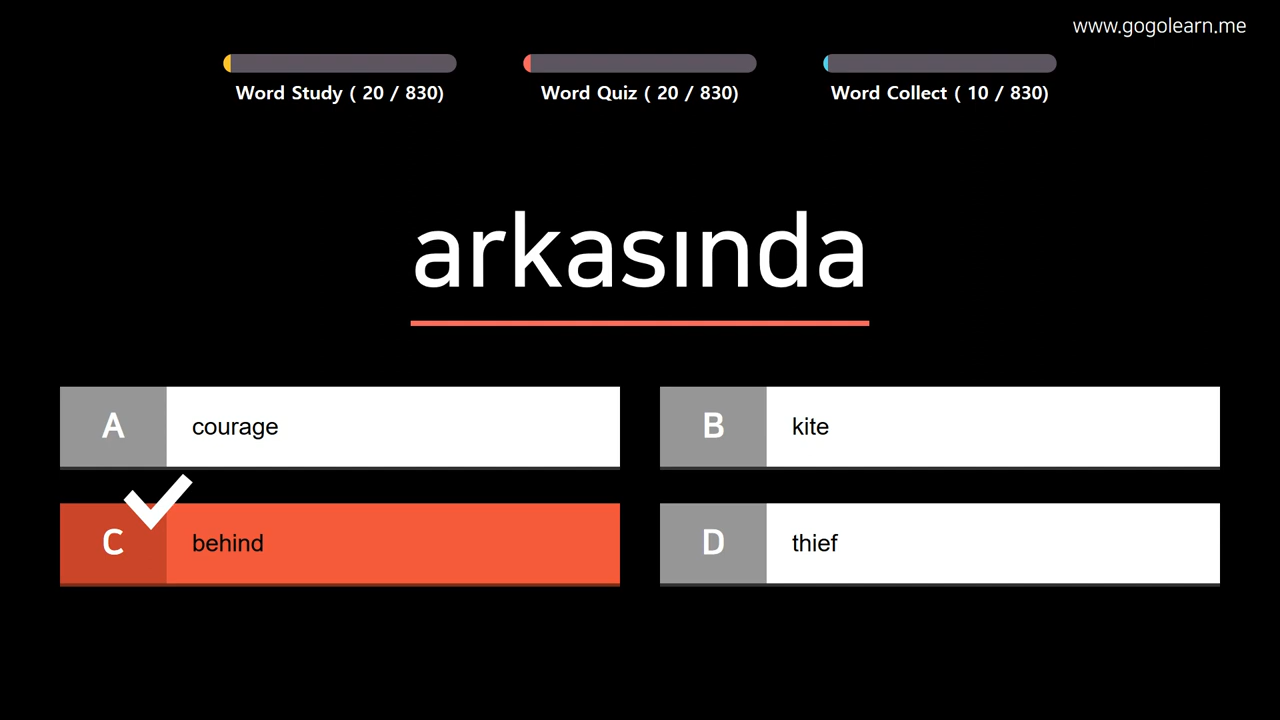 www.gogolearn.me
Word Study ( 20 / 830)
Word Quiz ( 20 / 830)
Word Collect ( 10 / 830)
arkasında
A
courage
B
kite
C
behind
D
thief